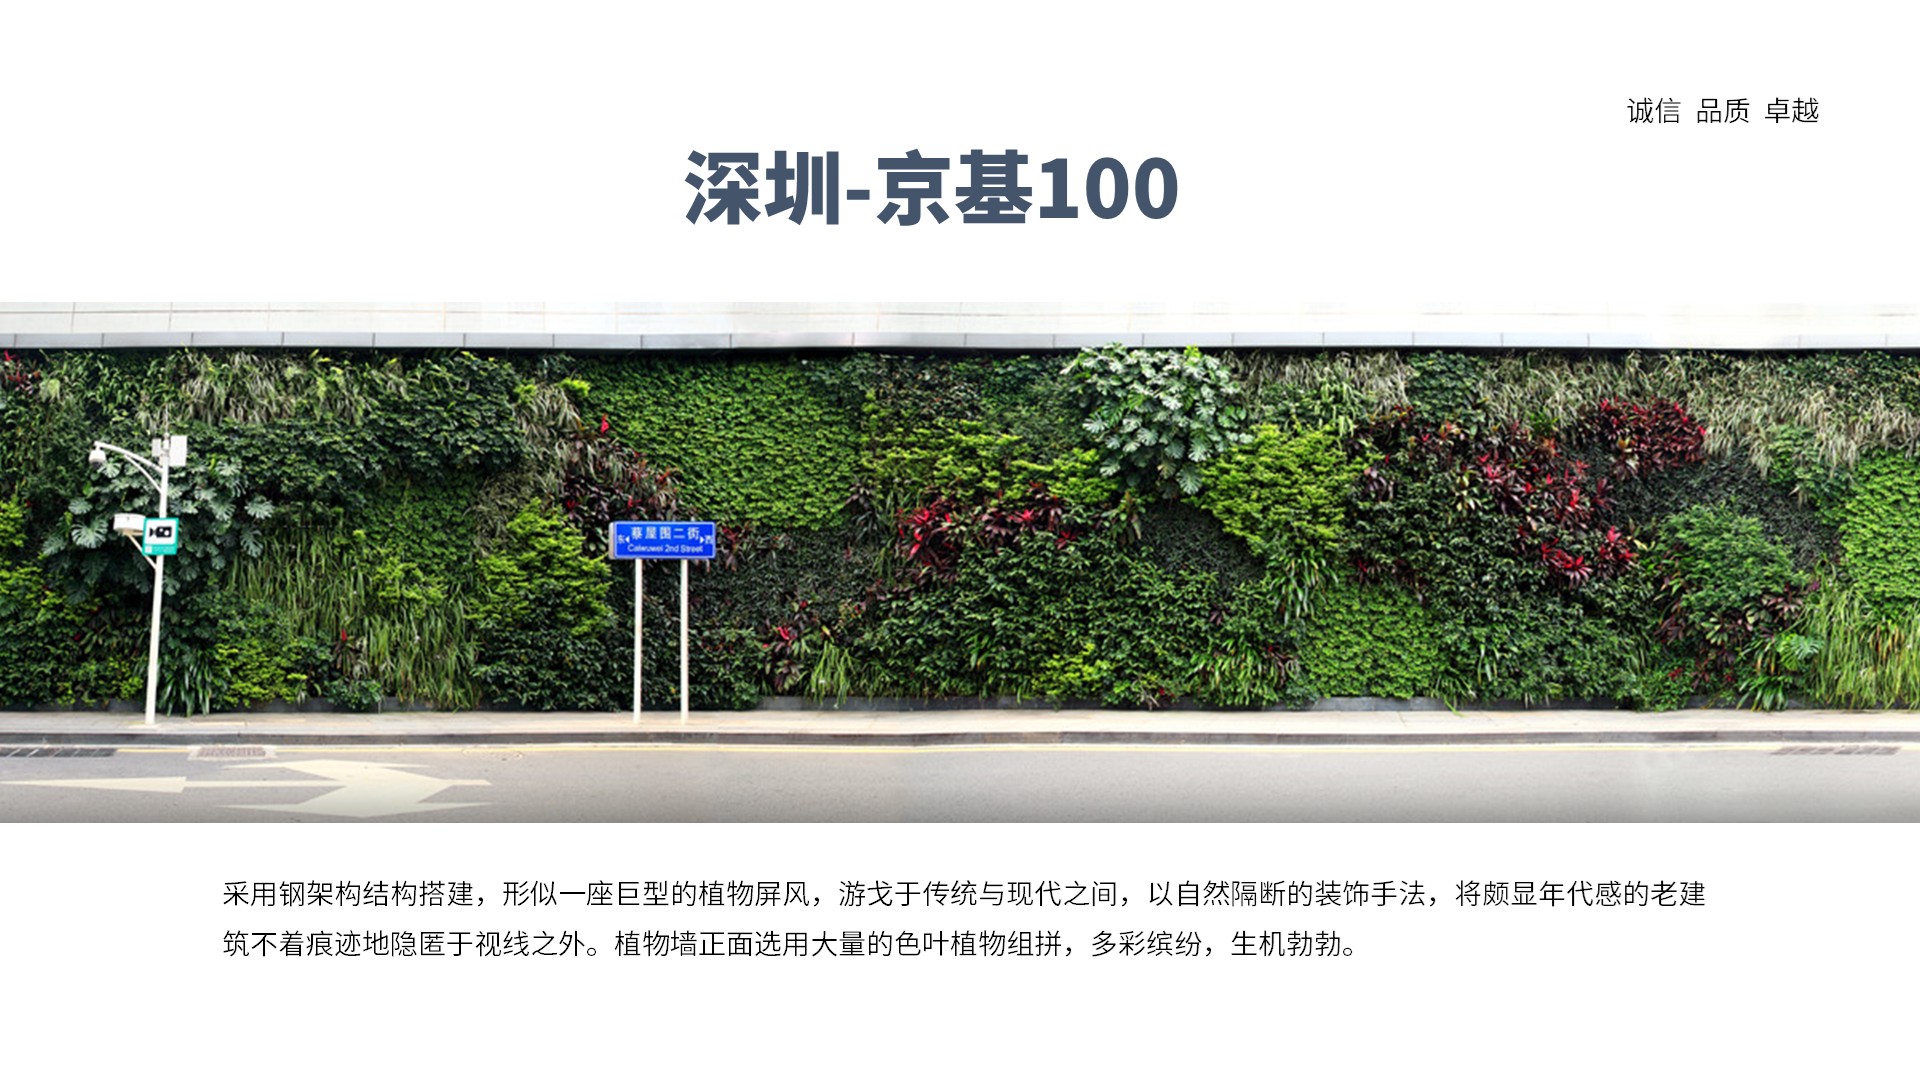 诚信 品质 卓越
深圳-京基100
蔡屋围二街
东 西
Caiwuwei 2nd Street
采用钢架构结构搭建，形似一座巨型的植物屏风，游戈于传统与现代之间，以自然隔断的装饰手法，将颇显年代感的老建
筑不着痕迹地隐匿于视线之外。植物墙正面选用大量的色叶植物组拼，多彩缤纷，生机勃勃。